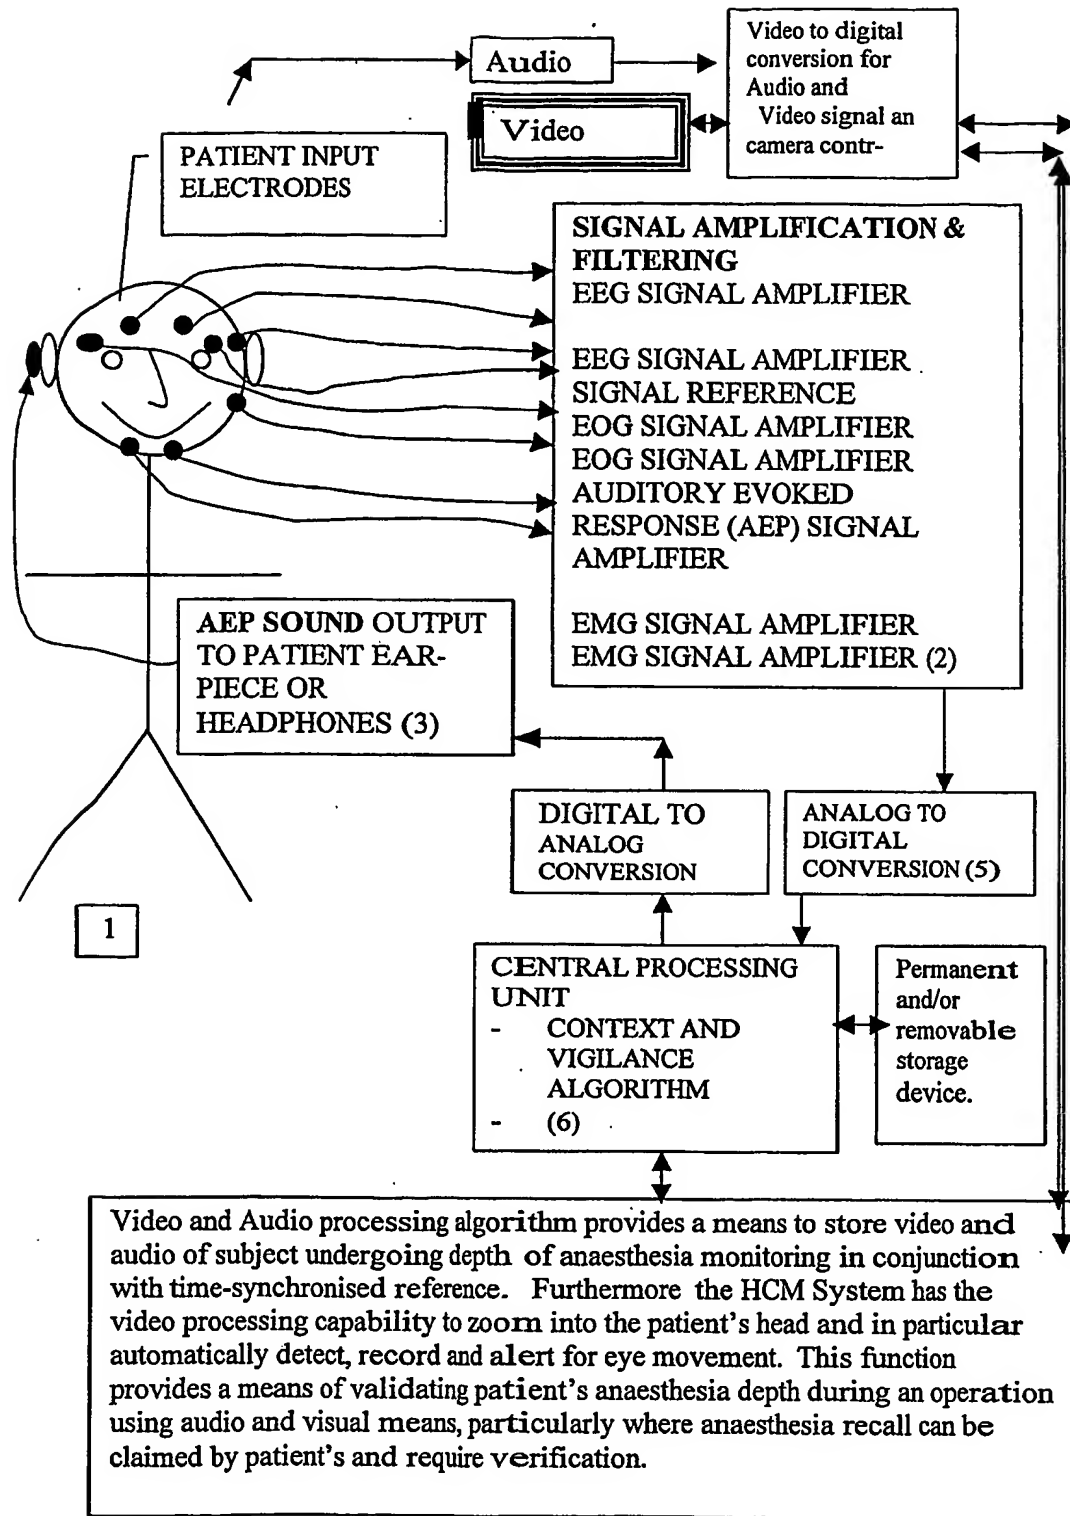 Audio
Video to digital
conversion for
Audio and
Video signal an
camera contr-
Video
PATIENT INPUT
ELECTRODES
SIGNAL AMPLIFICATION &
FILTERING
EEG SIGNAL AMPLIFIER
EEG SIGNAL AMPLIFIER
SIGNAL REFERENCE
EOG SIGNAL AMPLIFIER
EOG SIGNAL AMPLIFIER
AUDITORY EVOKED
RESPONSE (AEP) SIGNAL
AMPLIFIER
EMG SIGNAL AMPLIFIER
EMG SIGNAL AMPLIFIER (2)
AEP SOUND OUTPUT
TO PATIENT EAR-
PIECE OR
HEADPHONES (3)
DIGITAL TO
ANALOG
CONVERSION
ANALOG TO
DIGITAL
CONVERSION (5)
1
CENTRAL PROCESSING
UNIT
- CONTEXT AND
VIGILANCE
ALGORITHM
- (6)
Permanent
and/or
removable
storage
device.
Video and Audio processing algorithm provides a means to store video and
audio of subject undergoing depth of anaesthesia monitoring in conjunction
with time-synchronised reference. Furthermore the HCM System has the
video processing capability to zoom into the patient's head and in particular
automatically detect, record and alert for eye movement. This function
provides a means of validating patient's anaesthesia depth during an operation
using audio and visual means, particularly where anaesthesia recall can be
claimed by patient's and require verification.